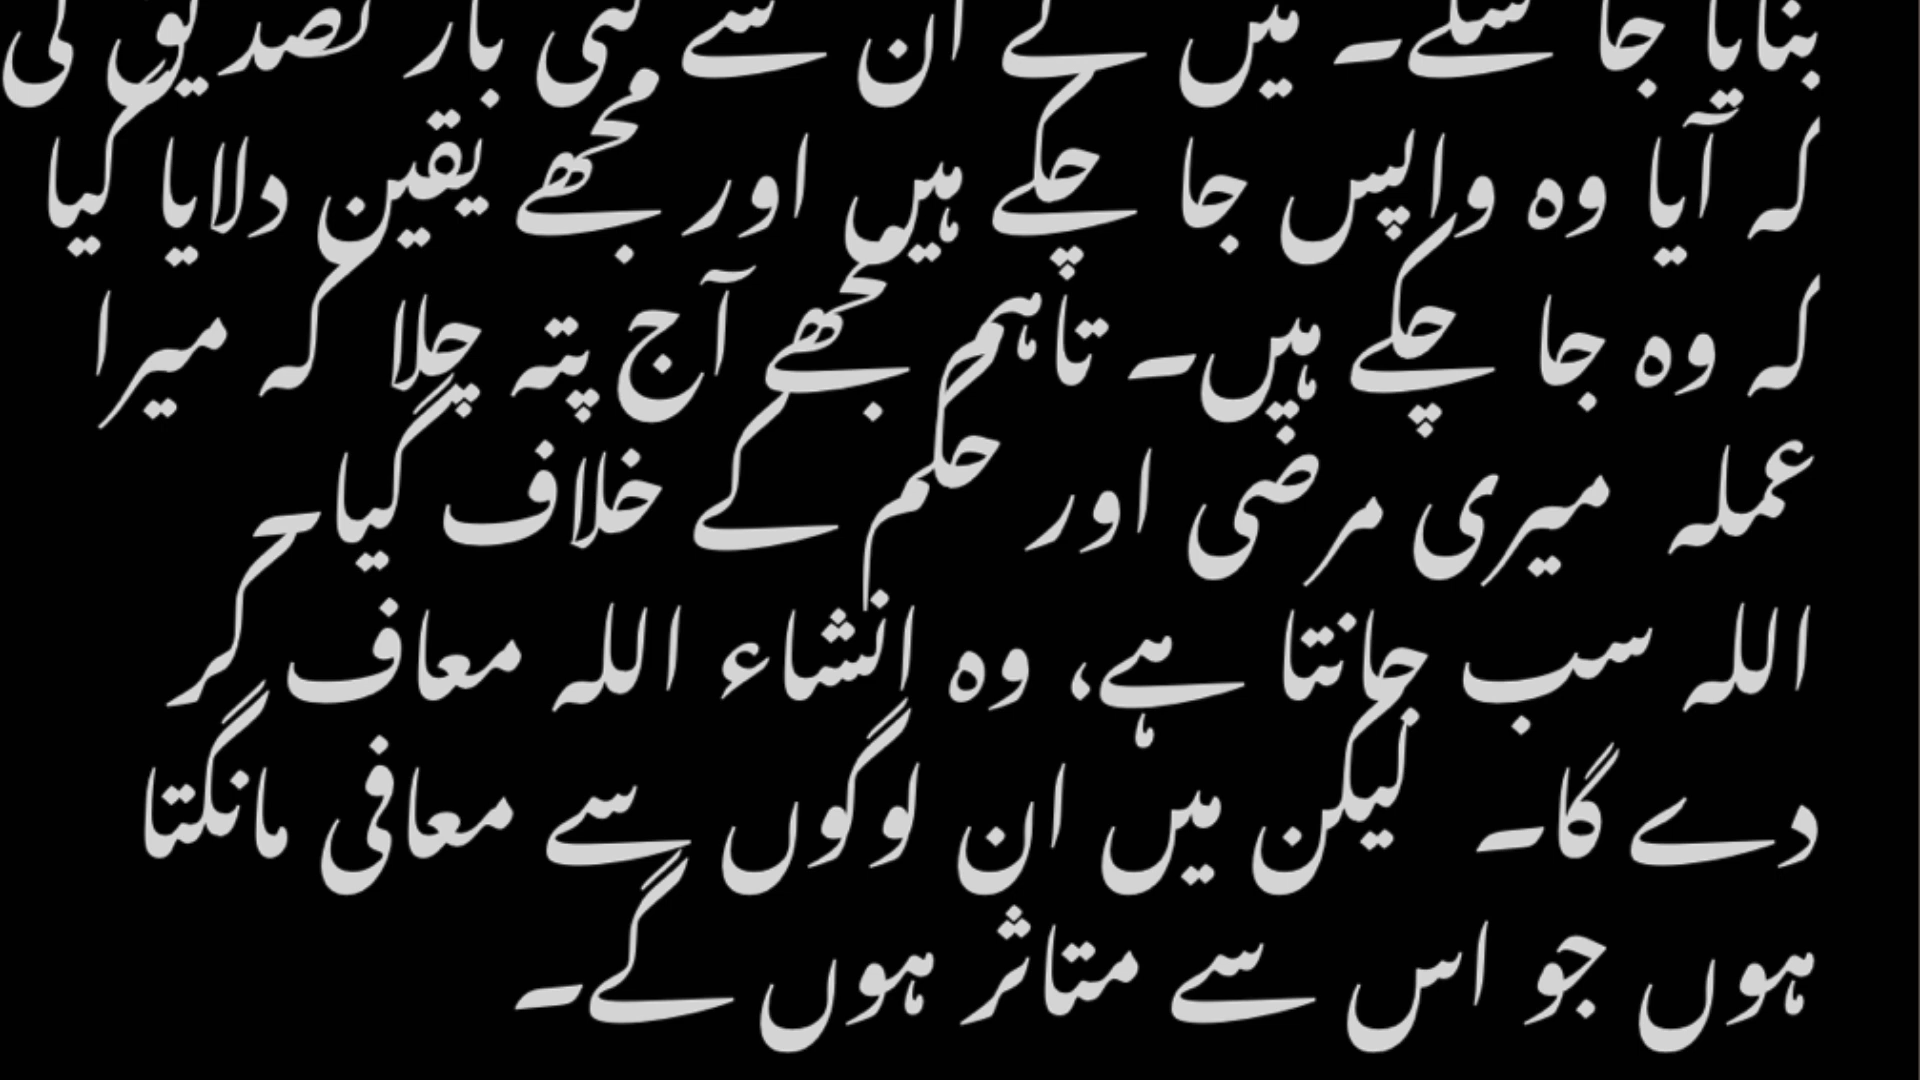 بنایا جا سکے۔ میں نے ان سے کئی بار تصدیق کی
کہ آیا وہ واپس جا چکے ہیں اور مجھے یقین دلایا گیا
کہ وہ جا چکے ہیں۔ تاہم مجھے آج پتہ چلا کہ میرا
عملہ میری مرضی اور حکم کے خلاف گیا۔
اللہ سب جانتا ہے، وہ انشاء اللہ معاف کر
دے گا۔ لیکن میں ان لوگوں سے معافی مانگتا
ہوں جو اس سے متاثر ہوں گے۔